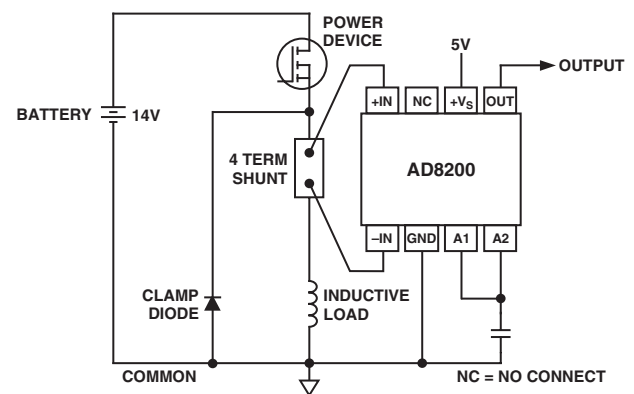 POWER
DEVICE
5V
OUTPUT
+IN
NC
+VS
OUT
BATTERY
14V
4 TERM
SHUNT
AD8200
–IN
GND
A1
A2
CLAMP
DIODE
INDUCTIVE
LOAD
COMMON
NC = NO CONNECT